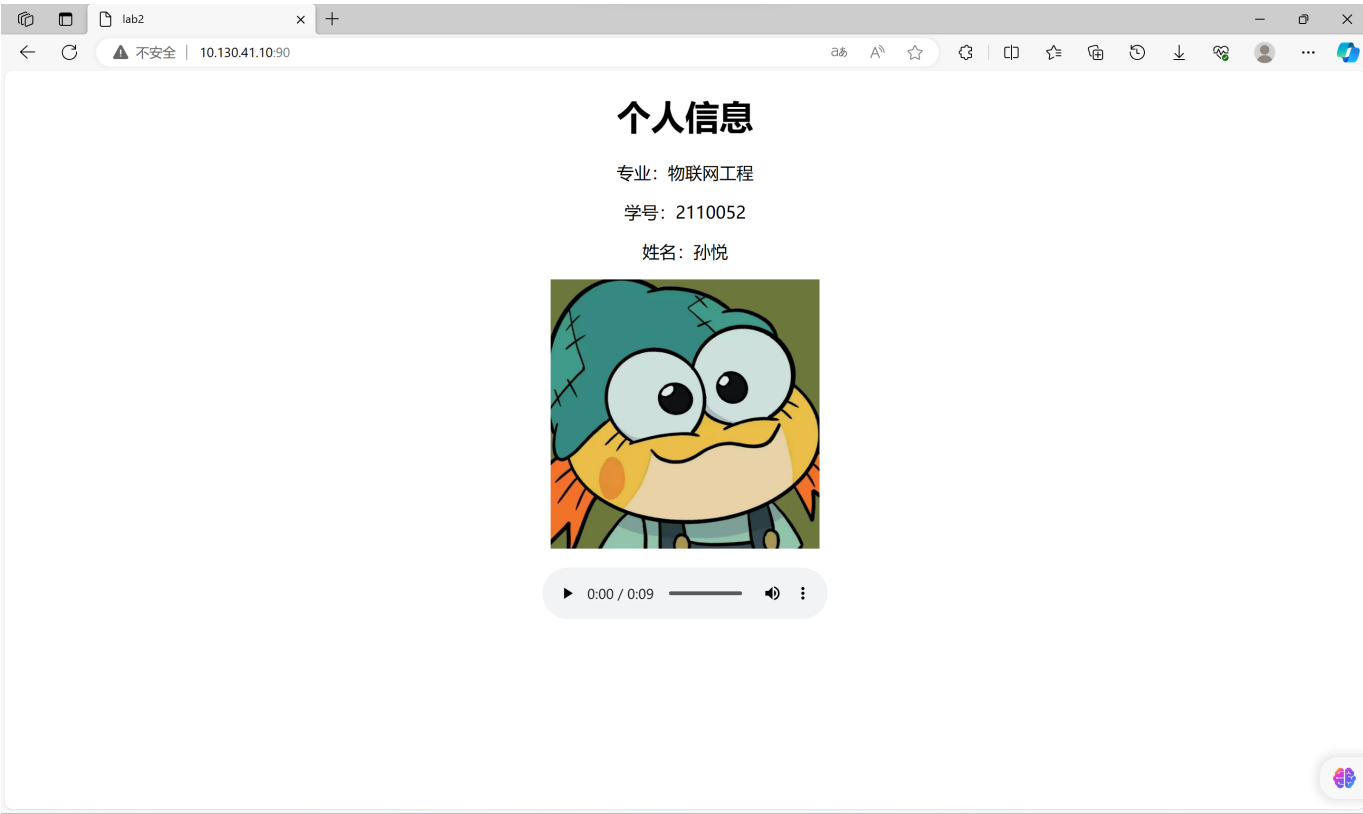 lab2
不安全
10.130.41.10:90
个人信息
专业：物联网工程
学号：2110052
姓名：孙悦
0:00 / 0:09